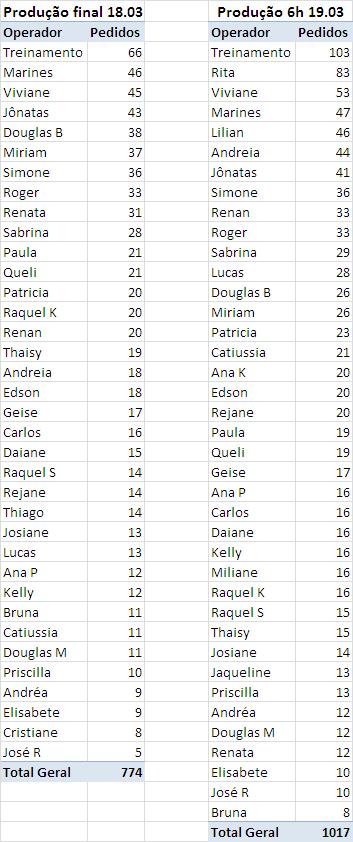 Produção final 18.03 Produção 6h 19.03
Operador Pedidos Operador Pedidos
Treinamento 66 Treinamento 103
Marines 46 Rita 83
Viviane 45 Viviane 53
Jônatas 43 Marines 47
Douglas B 38 Lilian 46
Miriam 37 Andreia 44
Simone 36 Jônatas 41
Roger 33 Simone 36
Renata 31 Renan 33
Sabrina 28 Roger 33
Paula 21 Sabrina 29
Queli 21 Lucas 28
Patricia 20 Douglas B 26
Raquel K 20 Miriam 26
Renan 20 Patricia 23
Thaisy 19 Catiussia 21
Andreia 18 Ana K 20
Edson 18 Edson 20
Geise 17 Rejane 20
Carlos 16 Paula 19
Daiane 15 Queli 19
Raquel S 14 Geise 17
Rejane 14 Ana P 16
Thiago 14 Carlos 16
Josiane 13 Daiane 16
Lucas 13 Kelly 16
Ana P 12 Miliane 16
Kelly 12 Raquel K 16
Bruna 11 Raquel S 15
Catiussia 11 Thaisy 15
Douglas M 11 Josiane 14
Priscilla 10 Jaqueline 13
Andréa 9 Priscilla 13
Elisabete 9 Andréa 12
Cristiane 8 Douglas M 12
José R 5 Renata 12
Total Geral 774 Elisabete 10
José R 10
Bruna 8
Total Geral 1017